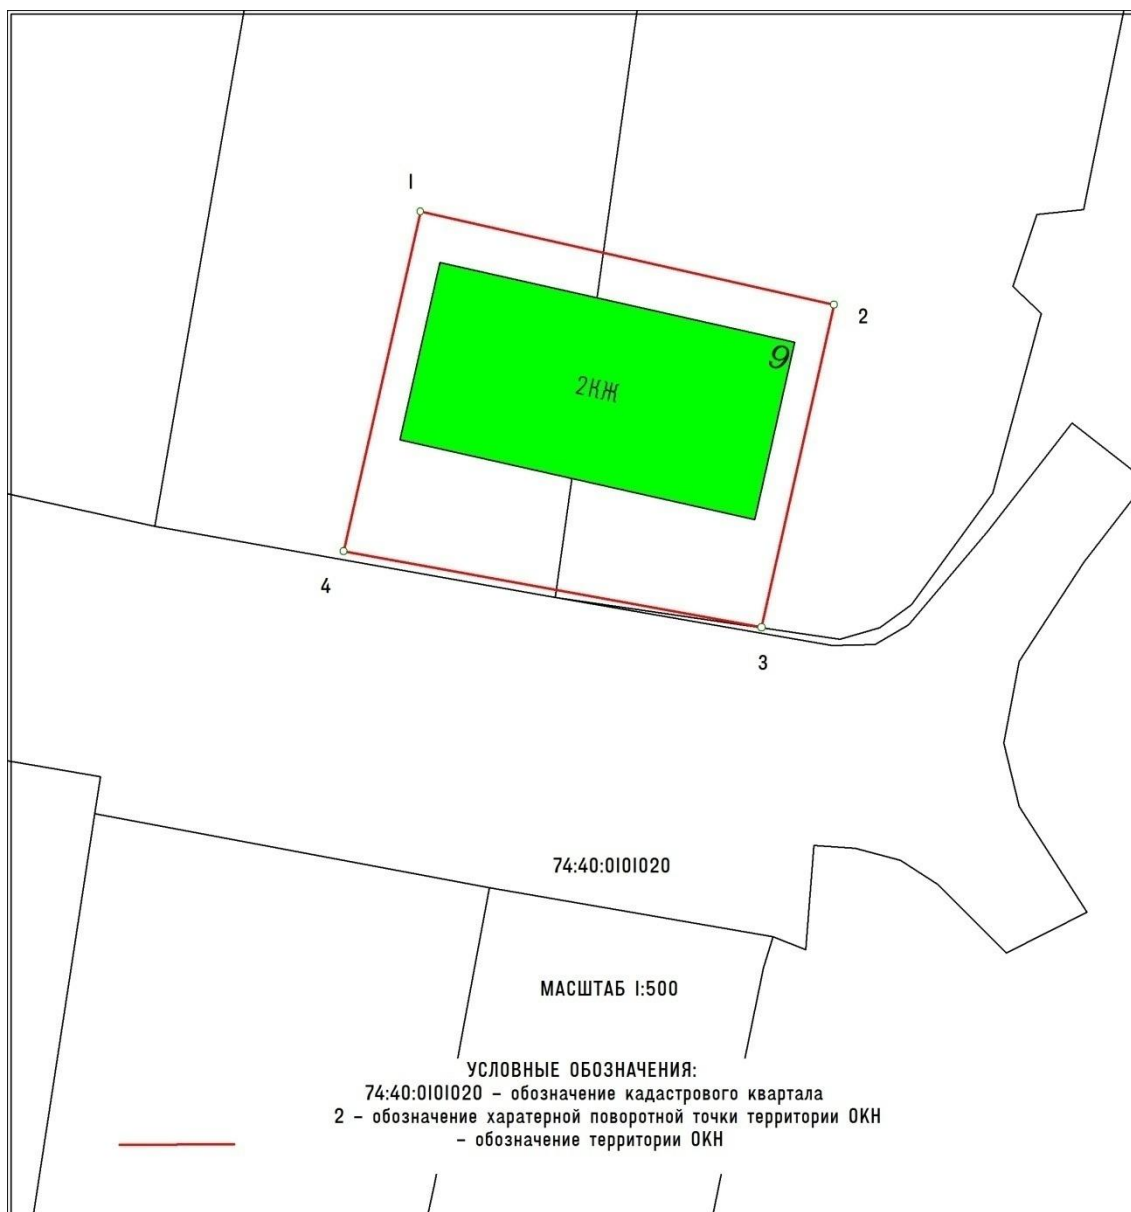 1
2
9
2КЖ
4
3
74:40:0101020
МАСШТАБ 1:500
УСЛОВНЫЕ ОБОЗНАЧЕНИЯ:
74:40:0101020 – обозначение кадастрового квартала
2 – обозначение харатерной поворотной точки территории ОКН
– обозначение территории ОКН